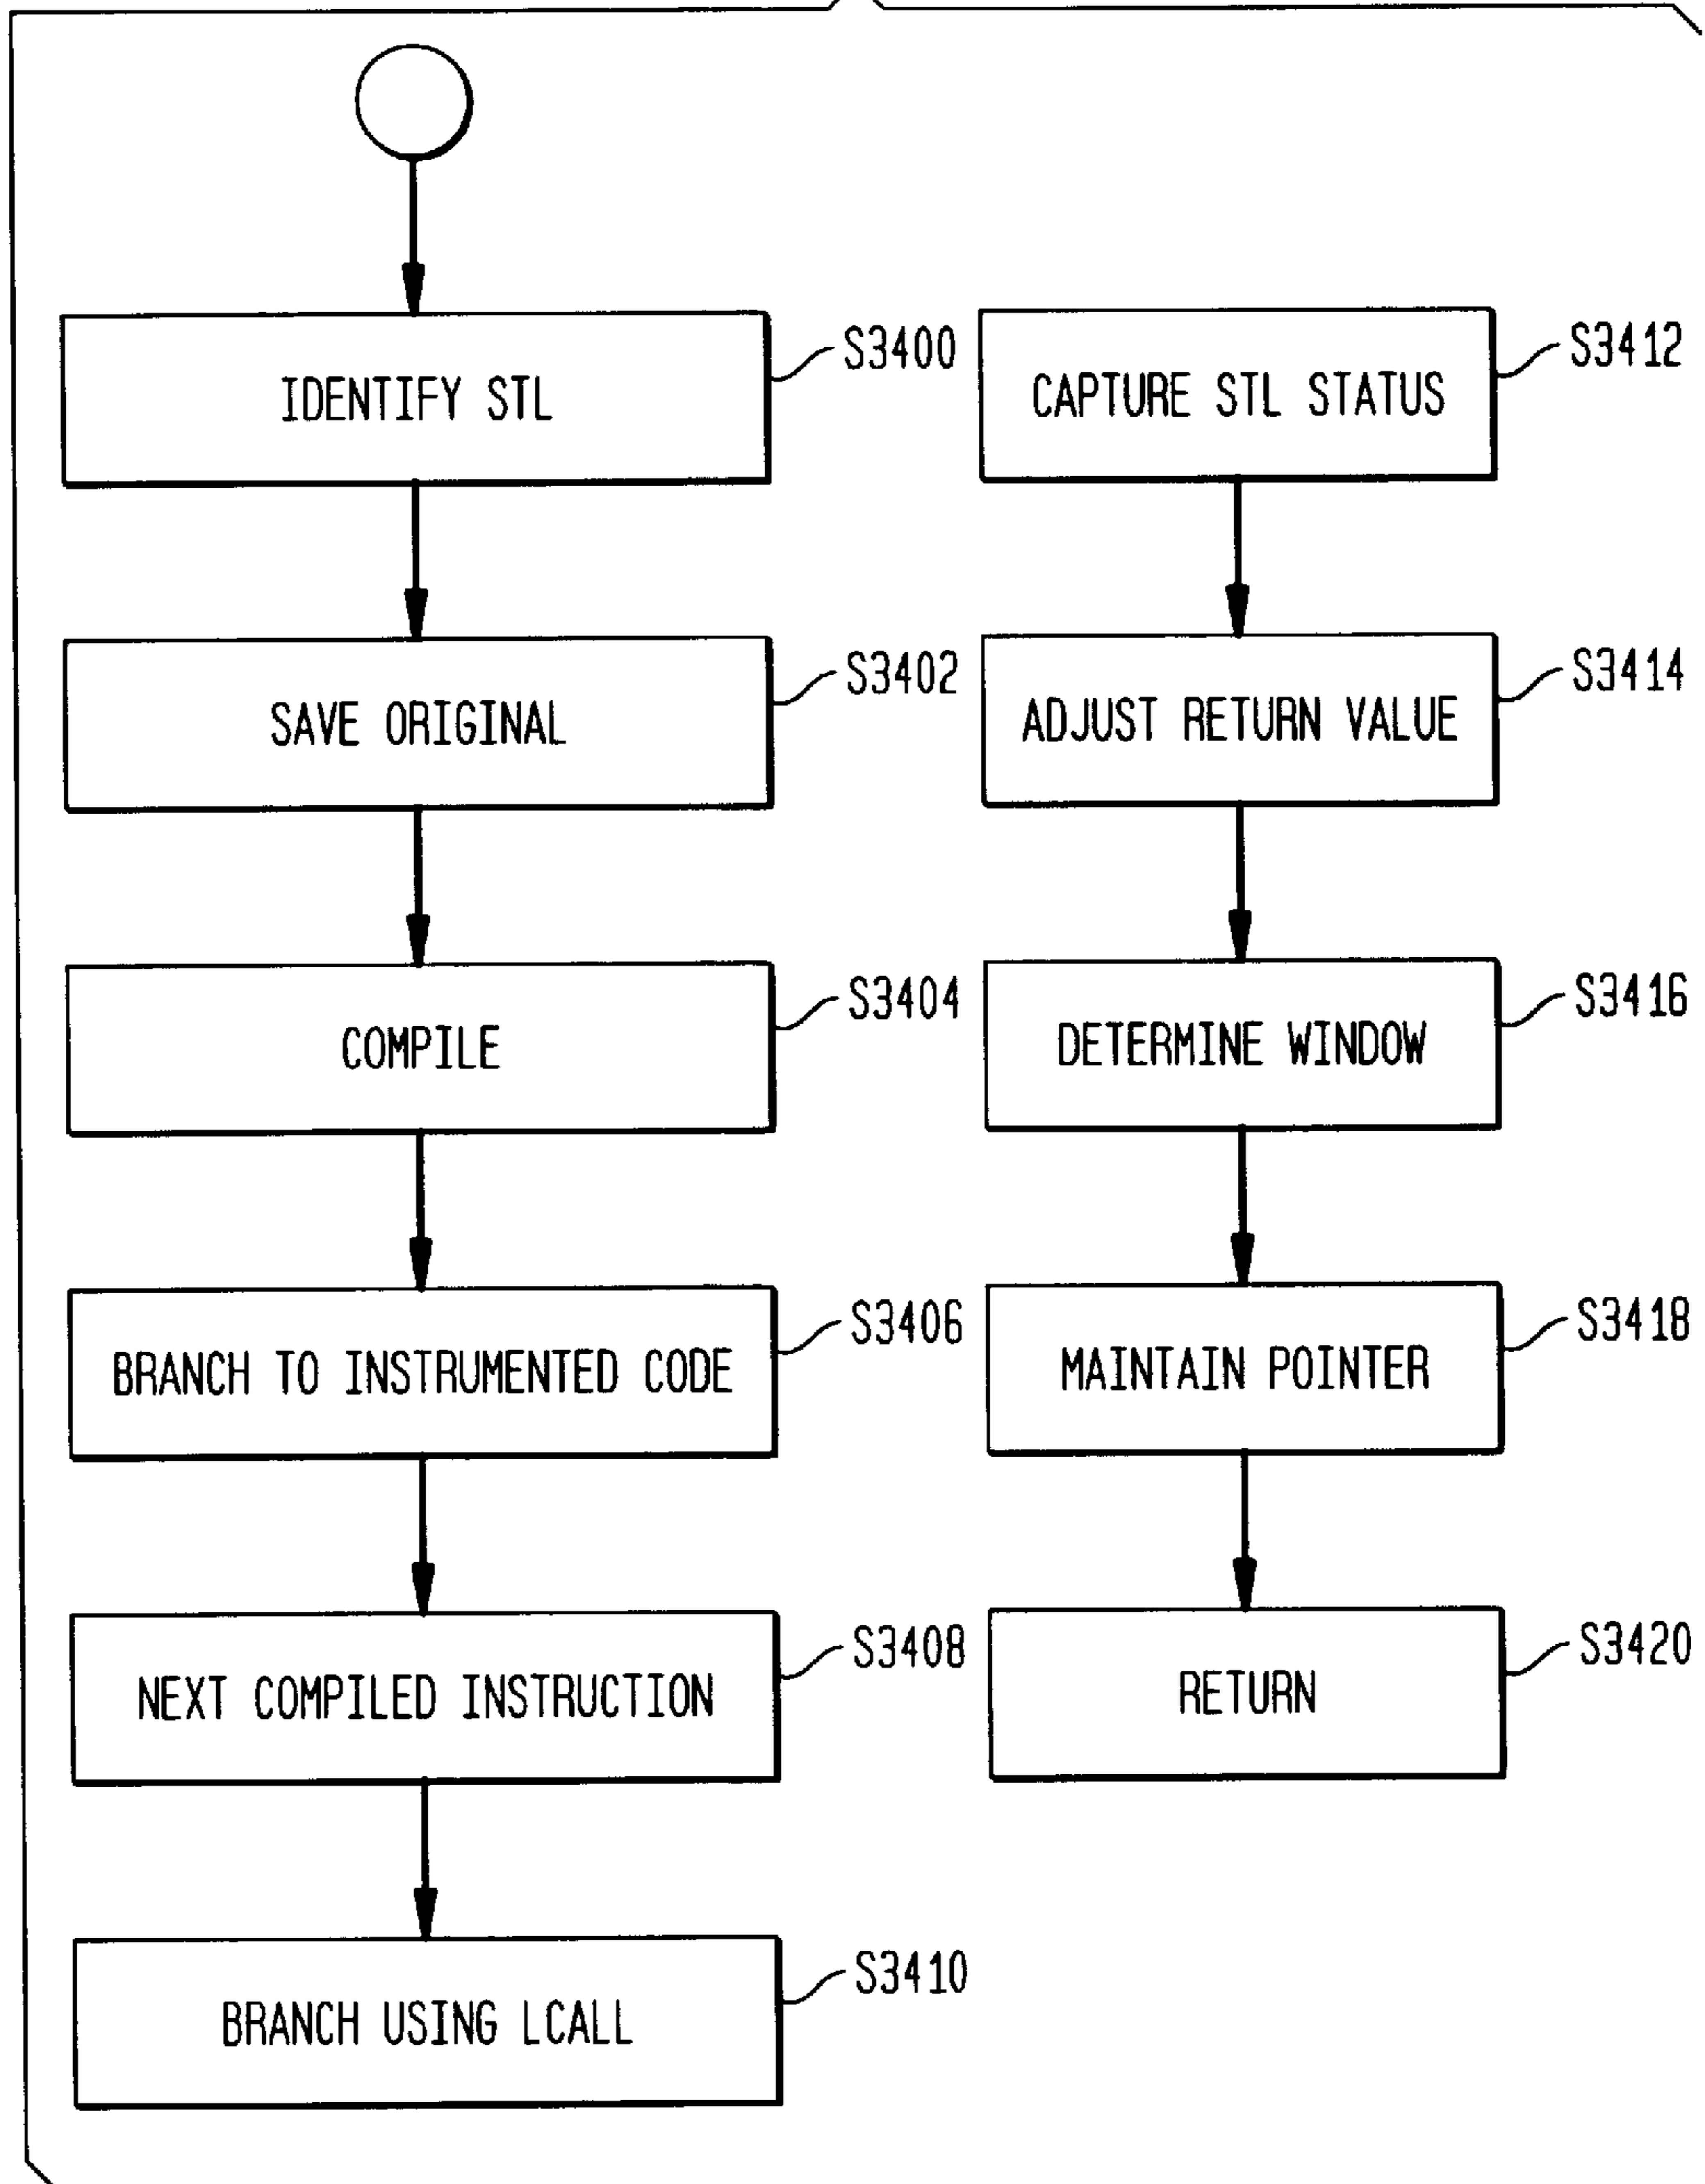 IDENTIFY STL
S3400
SAVE ORIGINAL
S3402
COMPILE
S3404
BRANCH TO INSTRUMENTED CODE
S3406
NEXT COMPILED INSTRUCTION
S3408
BRANCH USING LCALL
S3410
CAPTURE STL STATUS
S3412
ADJUST RETURN VALUE
S3414
DETERMINE WINDOW
S3416
MAINTAIN POINTER
S3418
RETURN
S3420